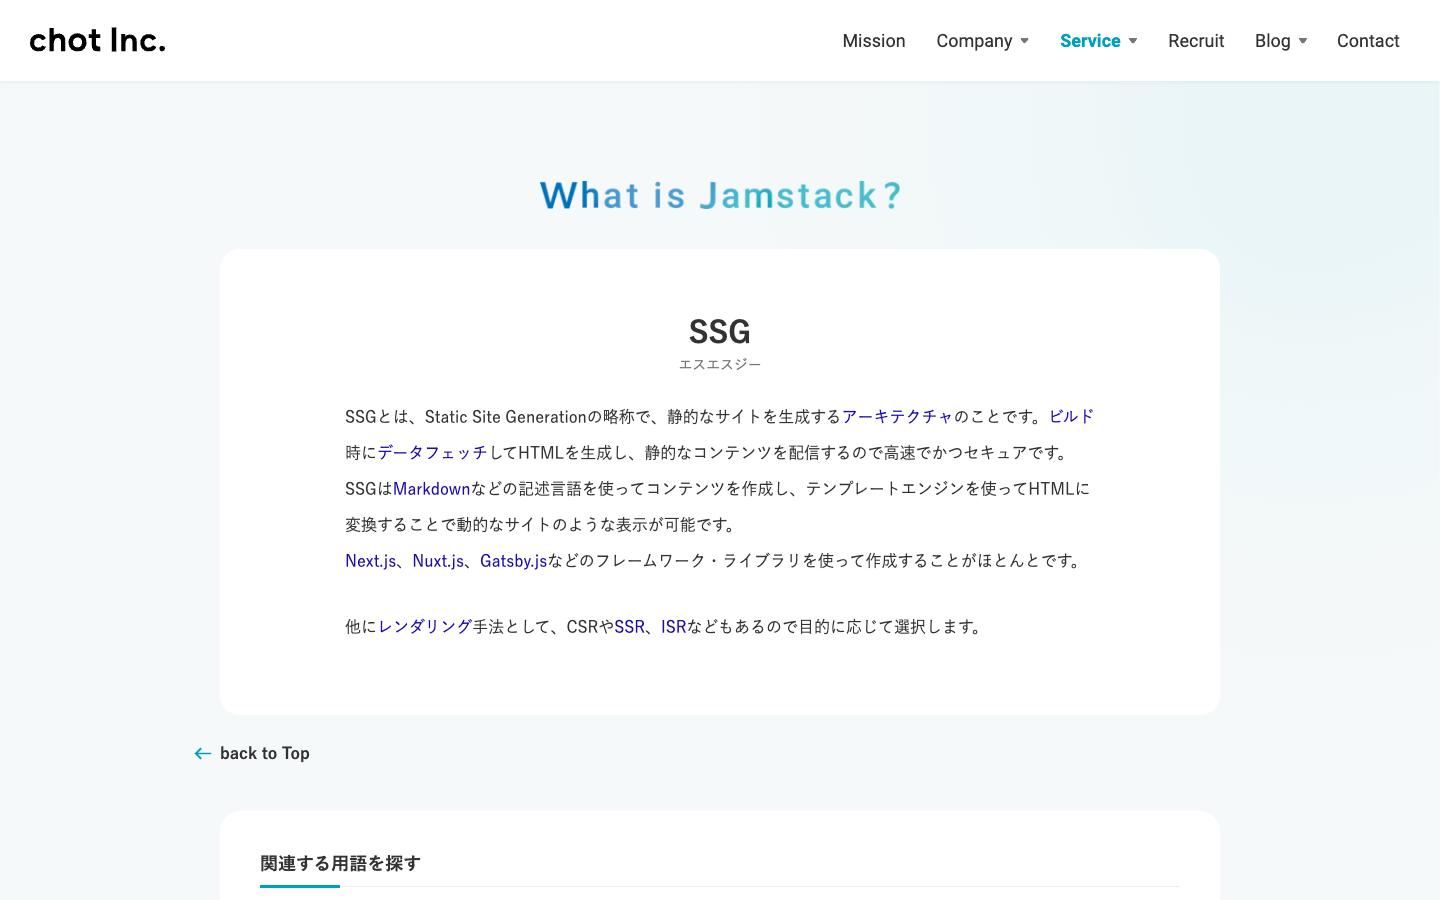 chot Inc.
Mission Company Service Recruit Blog Contact
What is Jamstack?
SSG
エスエスジー
SSGとは、Static Site Generationの略称で、静的なサイトを生成するアーキテクチャのことです。ビルド
時にデータフェッチしてHTMLを生成し、静的なコンテンツを配信するので高速でかつセキュアです。
SSGはMarkdownなどの記述言語を使ってコンテンツを作成し、テンプレートエンジンを使ってHTMLに
変換することで動的なサイトのような表示が可能です。
Next.js、Nuxt.js、Gatsby.jsなどのフレームワーク・ライブラリを使って作成することがほとんとです。
他にレンダリング手法として、CSRやSSR、ISRなどもあるので目的に応じて選択します。
← back to Top
関連する用語を探す